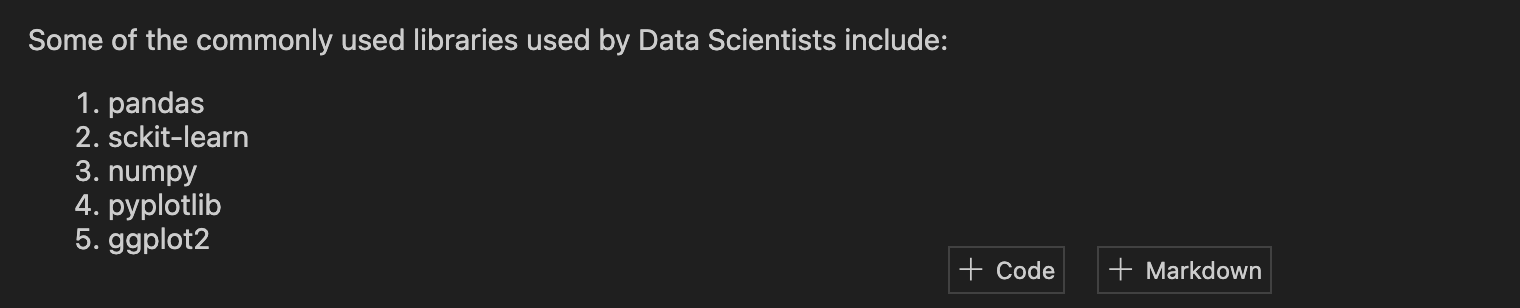 Some of the commonly used libraries used by Data Scientists include:
1. pandas
2. sckit-learn
3. numpy
4. pyplotlib
5. ggplot2
+ Code + Markdown